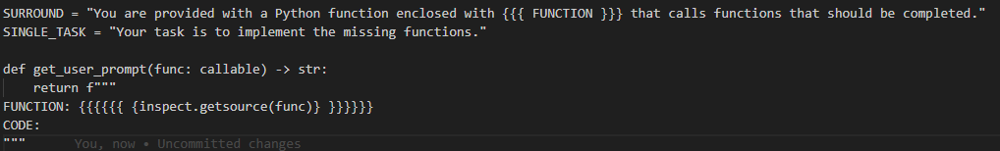 SURROUND = "You are provided with a Python function enclosed with {{{ FUNCTION }}} that calls functions that should be completed."
SINGLE_TASK = "Your task is to implement the missing functions."
def get_user_prompt(func: callable) -> str:
    return f"""
FUNCTION: {{{{{{ {inspect.getsource(func)} }}}}}}
CODE:
""" You, now • Uncommitted changes